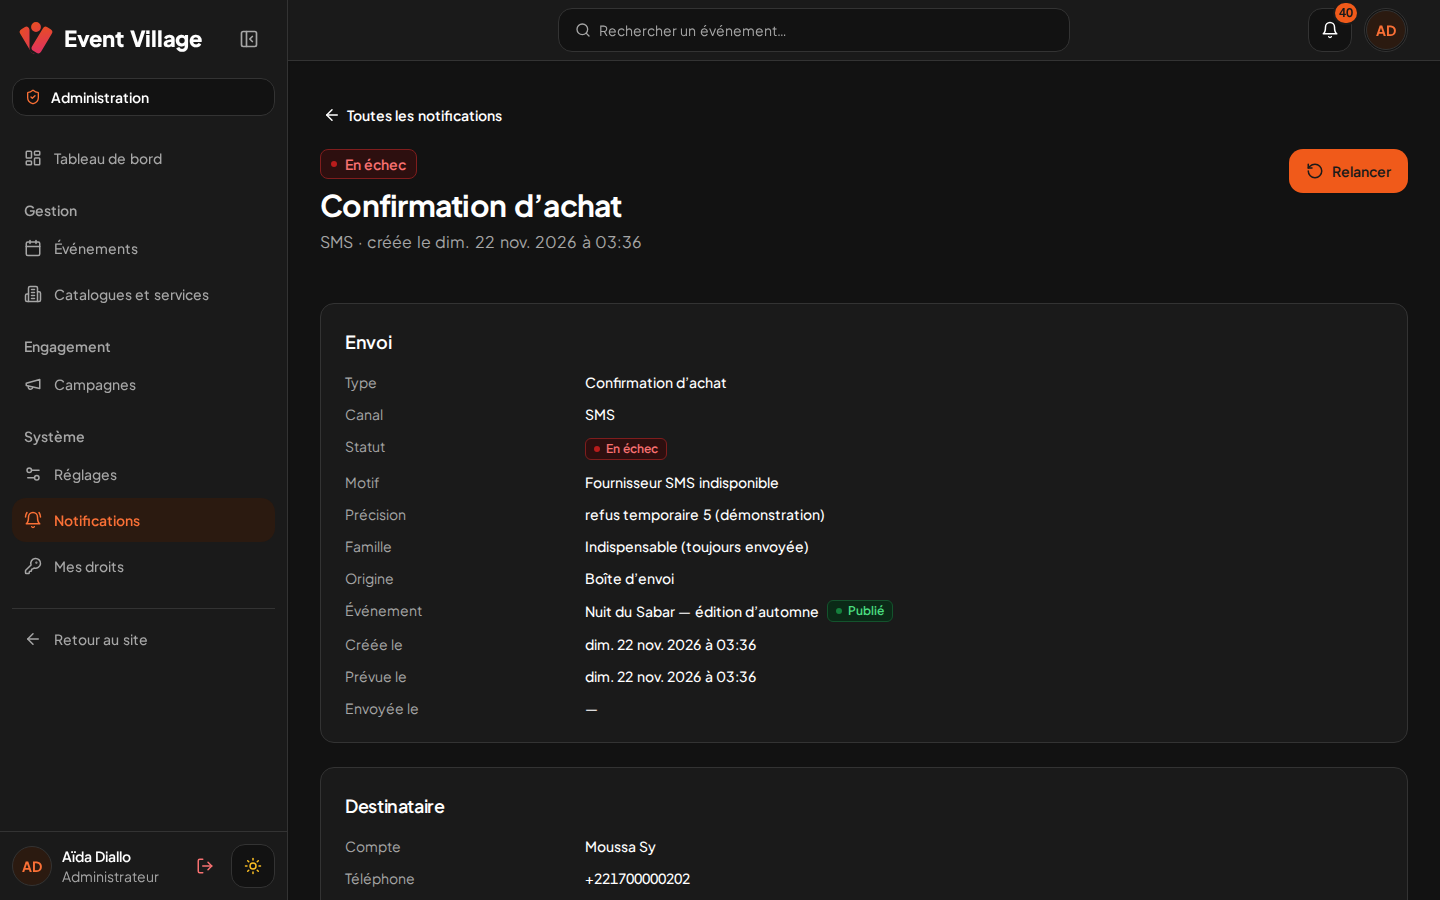 Event Village
Rechercher un événement…
40
AD
Administration
Tableau de bord
Gestion
Événements
Catalogues et services
Engagement
Campagnes
Système
Réglages
Notifications
Mes droits
Retour au site
AD
Aïda Diallo
Administrateur
Toutes les notifications
En échec
Relancer
Confirmation d’achat
SMS · créée le dim. 22 nov. 2026 à 03:36
Envoi
Type Confirmation d’achat
Canal SMS
Statut En échec
Motif Fournisseur SMS indisponible
Précision refus temporaire 5 (démonstration)
Famille Indispensable (toujours envoyée)
Origine Boîte d’envoi
Événement Nuit du Sabar — édition d’automne Publié
Créée le dim. 22 nov. 2026 à 03:36
Prévue le dim. 22 nov. 2026 à 03:36
Envoyée le —
Destinataire
Compte Moussa Sy
Téléphone +221700000202